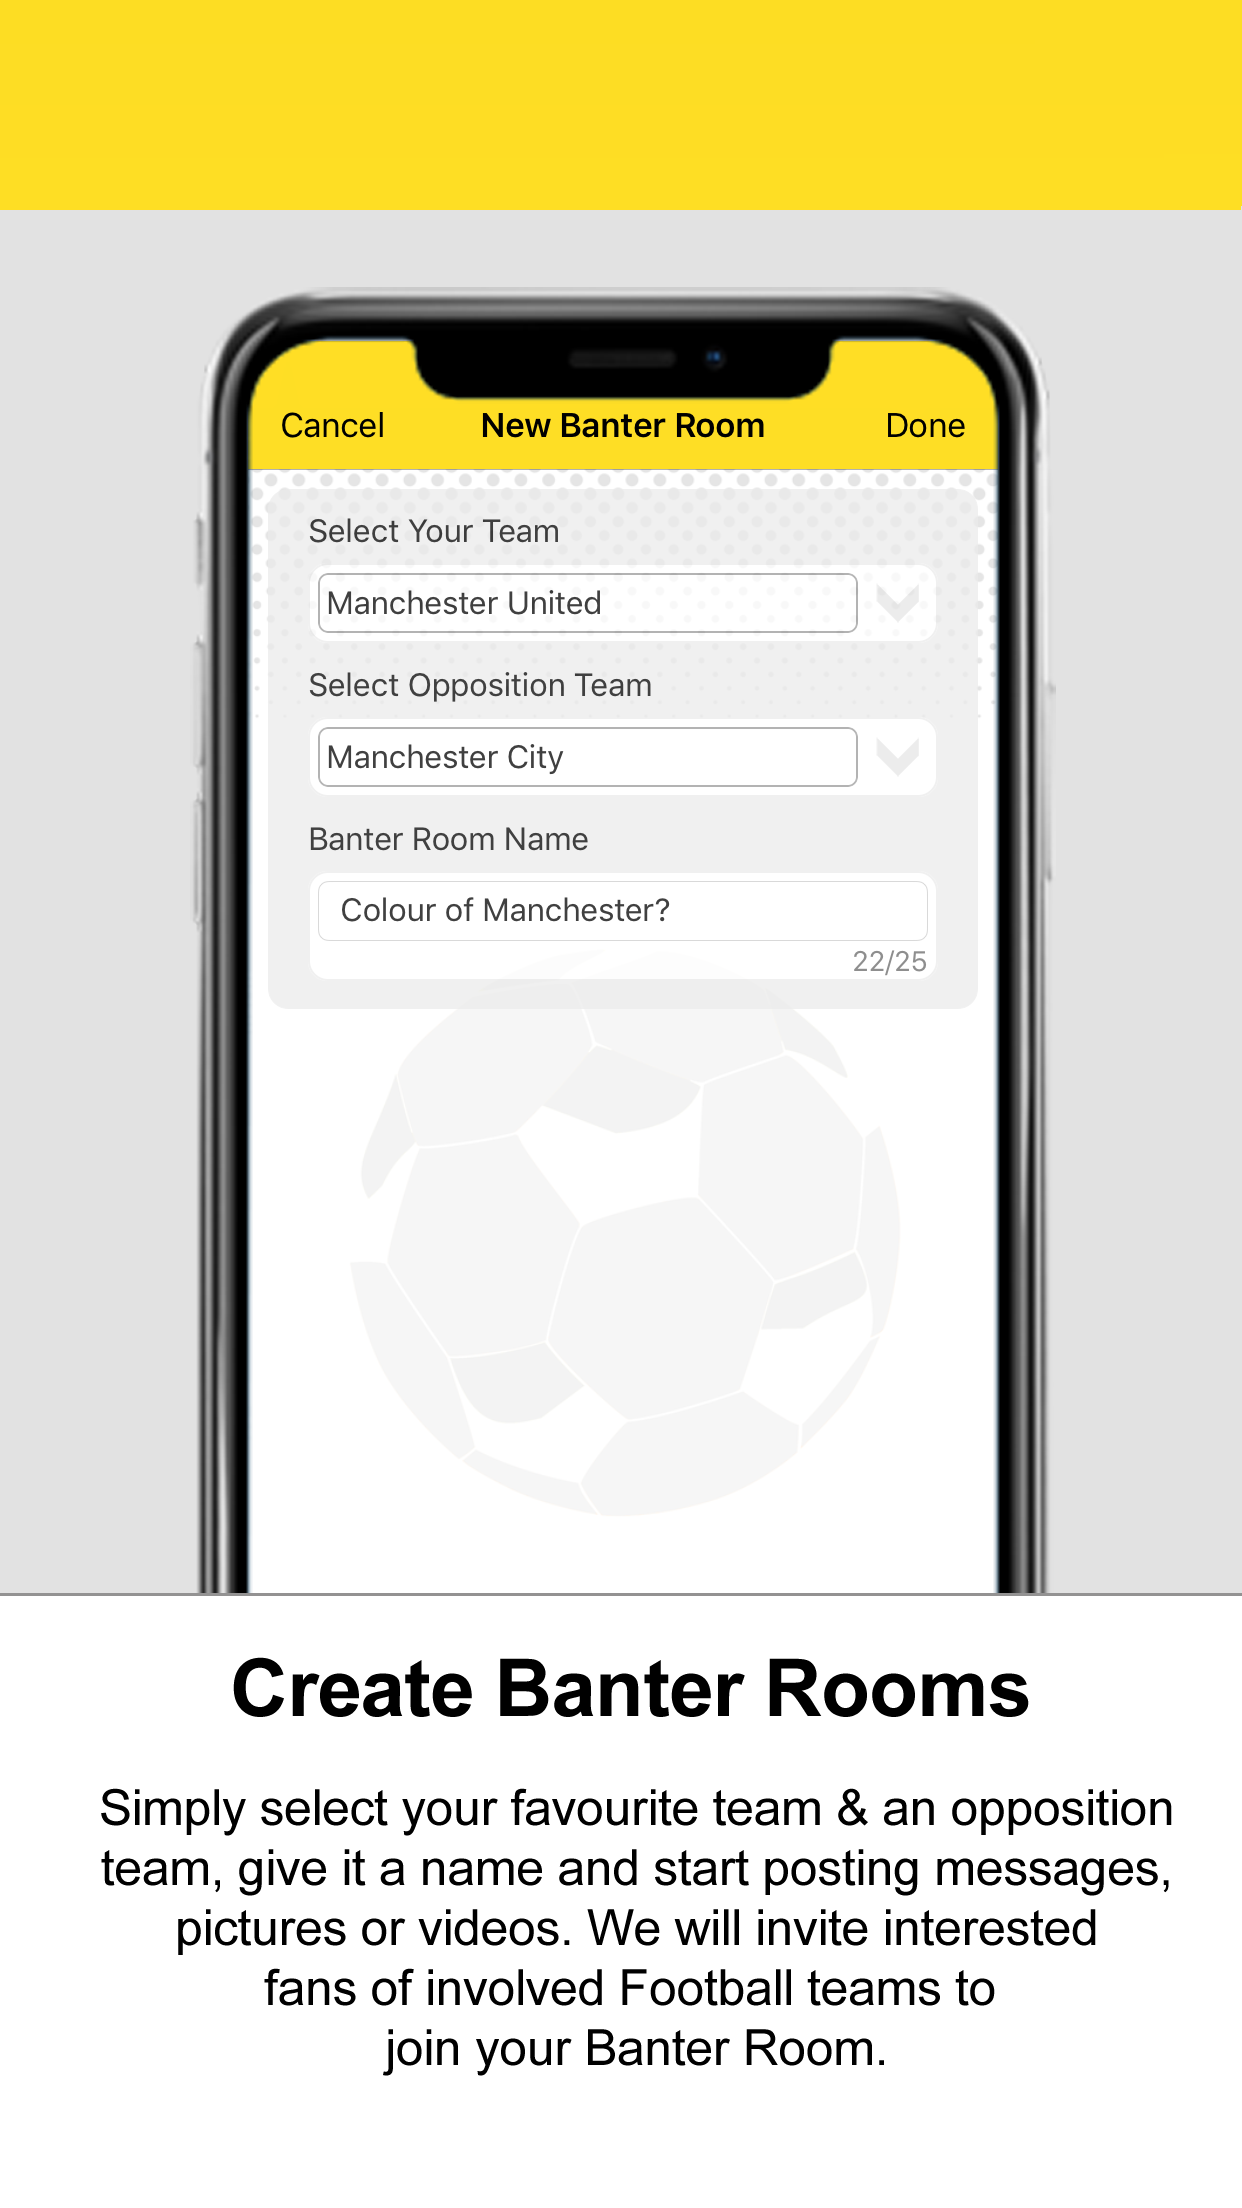 Cancel New Banter Room Done
Select Your Team
Manchester United
Select Opposition Team
Manchester City
Banter Room Name
Colour of Manchester?
22/25
Create Banter Rooms
Simply select your favourite team & an opposition
team, give it a name and start posting messages,
pictures or videos. We will invite interested
fans of involved Football teams to
join your Banter Room.